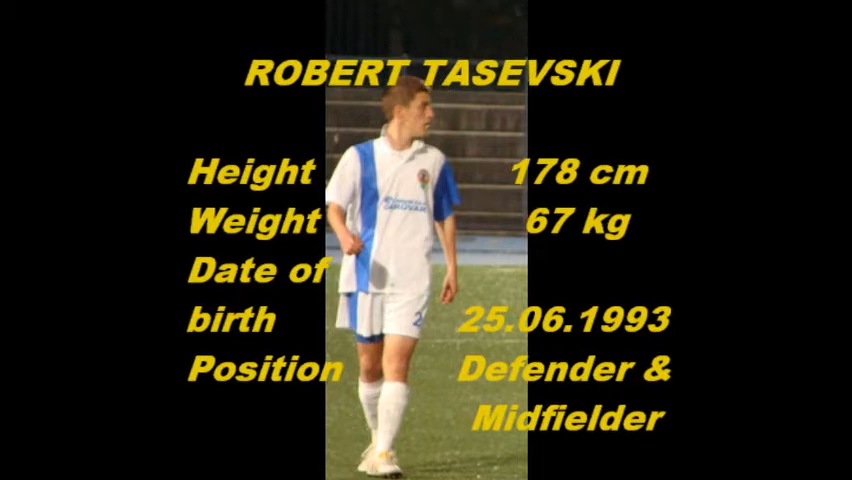 ROBERT TASEVSKI
Height 178 cm
Weight 67 kg
Date of
birth 25.06.1993
Position Defender &
Midfielder